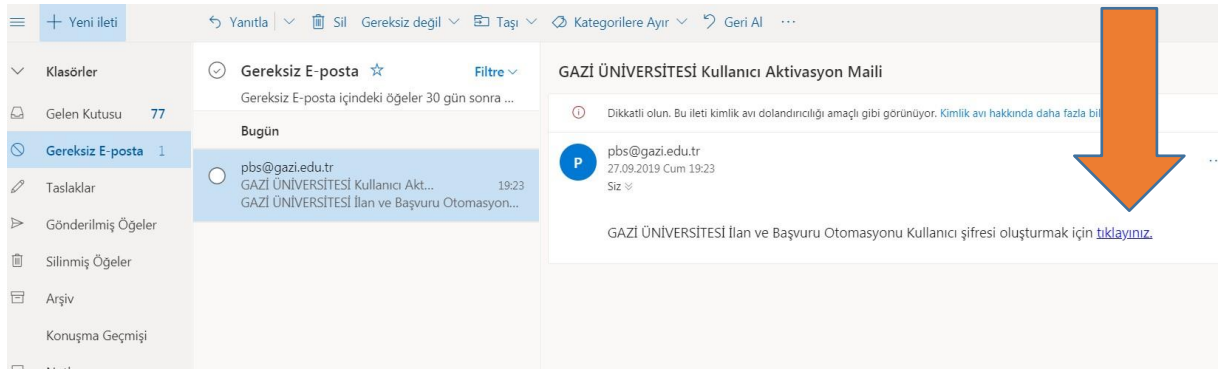 Yeni ileti
Yanıtla
Sil
Gereksiz değil
Taşı
Kategorilere Ayır
Geri Al
Klasörler
Gelen Kutusu 77
Gereksiz E-posta 1
Taslaklar
Gönderilmiş Öğeler
Silinmiş Öğeler
Arşiv
Konuşma Geçmişi
Gereksiz E-posta
Filtre
Gereksiz E-posta içindeki öğeler 30 gün sonra ...
Bugün
pbs@gazi.edu.tr
GAZİ ÜNİVERSİTESİ Kullanıcı Akt... 19:23
GAZİ ÜNİVERSİTESİ İlan ve Başvuru Otomasyon...
GAZİ ÜNİVERSİTESİ Kullanıcı Aktivasyon Maili
Dikkatli olun. Bu ileti kimlik avı dolandırıcılığı amaçlı gibi görünüyor. Kimlik avı hakkında daha fazla bil
P
pbs@gazi.edu.tr
27.09.2019 Cum 19:23
Siz
GAZİ ÜNİVERSİTESİ İlan ve Başvuru Otomasyonu Kullanıcı şifresi oluşturmak için tıklayınız.